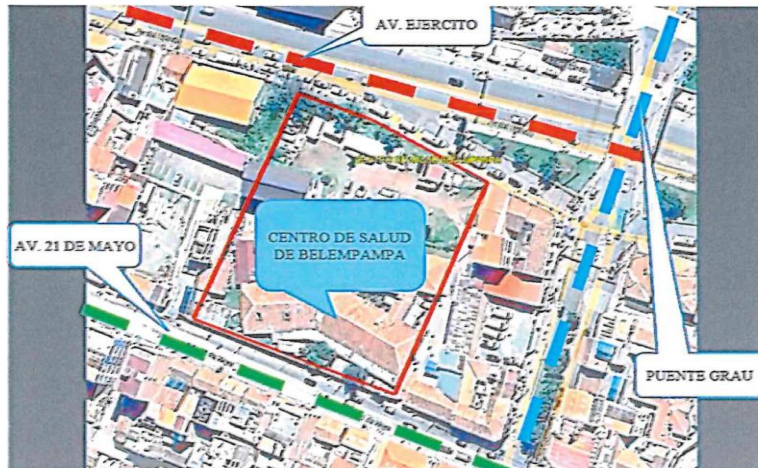 AV. EJERCITO
CENTRO DE SALUD
DE BELEMPAMPA
AV. 21 DE MAYO
PUENTE GRAU